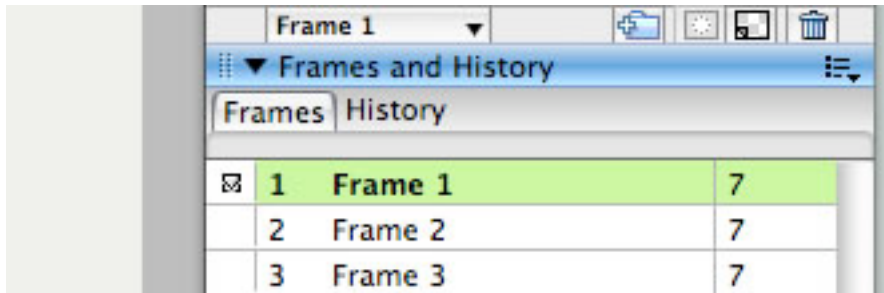 Frame 1
Frames and History
Frames History
1 Frame 1 7
2 Frame 2 7
3 Frame 3 7